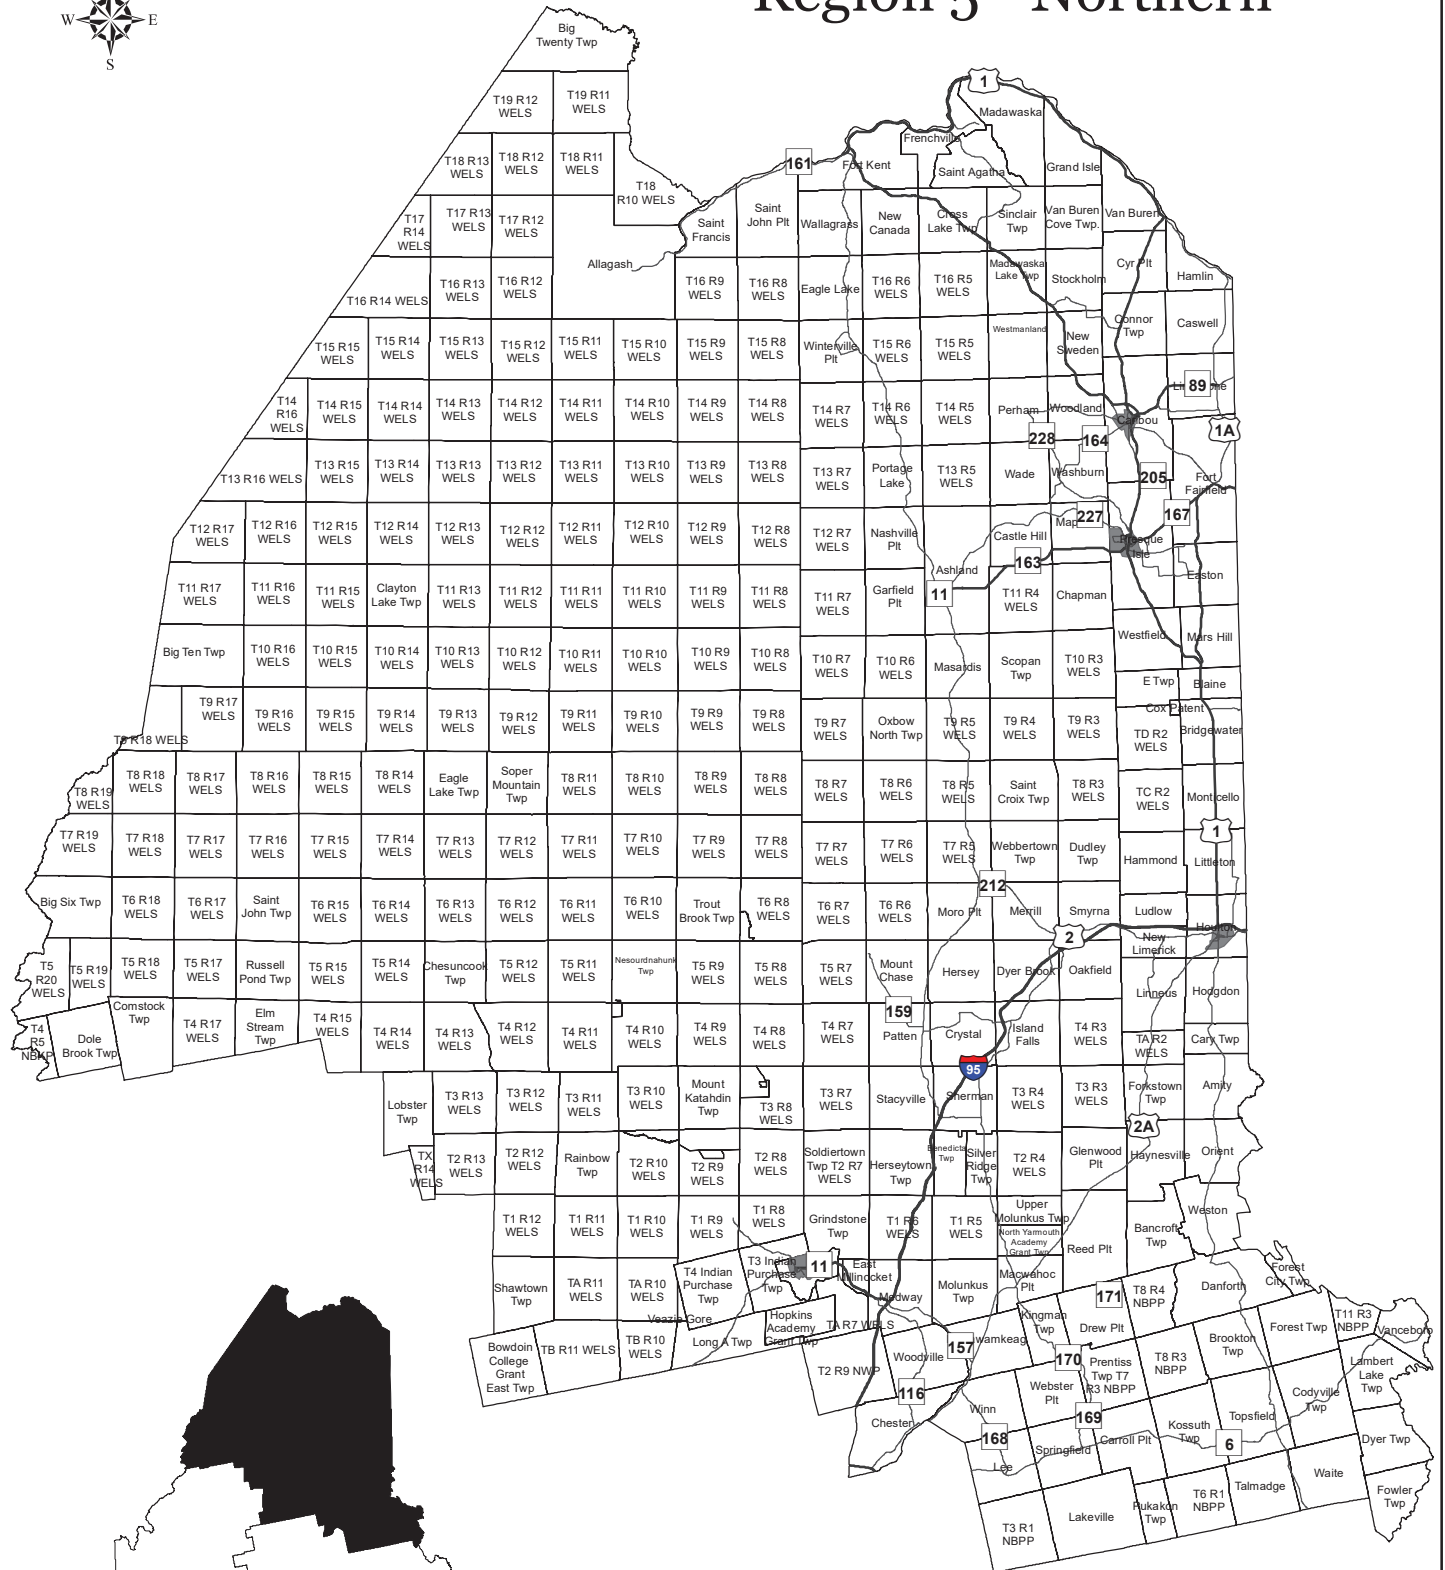 Region 5 - Northern
W
E
S
Big
Twenty Twp
T19 R12
WELS
T19 R11
WELS
1
Madawaska
Frenchville
T18 R13
WELS
T18 R12
WELS
T18 R11
WELS
161
Fort Kent
Saint Agatha
Grand Isle
T18
R10 WELS
T17
R14
WELS
T17 R13
WELS
T17 R12
WELS
Saint
Francis
Saint
John Plt
Wallagrass
New
Canada
Cross
Lake Twp
Sinclair
Twp
Van Buren
Cove Twp.
Van Buren
Allagash
T16 R14 WELS
T16 R13
WELS
T16 R12
WELS
T16 R9
WELS
T16 R8
WELS
Eagle Lake
T16 R6
WELS
T16 R5
WELS
Madawaska
Lake Twp
Stockholm
Cyr Plt
Hamlin
T15 R15
WELS
T15 R14
WELS
T15 R13
WELS
T15 R12
WELS
T15 R11
WELS
T15 R10
WELS
T15 R9
WELS
T15 R8
WELS
Winterville
Plt
T15 R6
WELS
T15 R5
WELS
Westmanland
New
Sweden
Connor
Twp
Caswell
T14
R16
WELS
T14 R15
WELS
T14 R14
WELS
T14 R13
WELS
T14 R12
WELS
T14 R11
WELS
T14 R10
WELS
T14 R9
WELS
T14 R8
WELS
T14 R7
WELS
T14 R6
WELS
T14 R5
WELS
Perham
Woodland
Caribou
89
1A
228
164
T13 R16 WELS
T13 R15
WELS
T13 R14
WELS
T13 R13
WELS
T13 R12
WELS
T13 R11
WELS
T13 R10
WELS
T13 R9
WELS
T13 R8
WELS
T13 R7
WELS
Portage
Lake
T13 R5
WELS
Wade
Washburn
205
Fort
Fairfield
T12 R17
WELS
T12 R16
WELS
T12 R15
WELS
T12 R14
WELS
T12 R13
WELS
T12 R12
WELS
T12 R11
WELS
T12 R10
WELS
T12 R9
WELS
T12 R8
WELS
T12 R7
WELS
Nashville
Plt
Castle Hill
Map
227
167
Presque
Isle
Ashland
163
Easton
T11 R17
WELS
T11 R16
WELS
T11 R15
WELS
Clayton
Lake Twp
T11 R13
WELS
T11 R12
WELS
T11 R11
WELS
T11 R10
WELS
T11 R9
WELS
T11 R8
WELS
T11 R7
WELS
Garfield
Plt
11
T11 R4
WELS
Chapman
Big Ten Twp
T10 R16
WELS
T10 R15
WELS
T10 R14
WELS
T10 R13
WELS
T10 R12
WELS
T10 R11
WELS
T10 R10
WELS
T10 R9
WELS
T10 R8
WELS
T10 R7
WELS
T10 R6
WELS
Masardis
Scopan
Twp
T10 R3
WELS
Westfield
Mars Hill
E Twp
Blaine
Cox Patent
T9 R18 WELS
T9 R17
WELS
T9 R16
WELS
T9 R15
WELS
T9 R14
WELS
T9 R13
WELS
T9 R12
WELS
T9 R11
WELS
T9 R10
WELS
T9 R9
WELS
T9 R8
WELS
T9 R7
WELS
Oxbow
North Twp
T9 R5
WELS
T9 R4
WELS
T9 R3
WELS
TD R2
WELS
Bridgewater
T8 R19
WELS
T8 R18
WELS
T8 R17
WELS
T8 R16
WELS
T8 R15
WELS
T8 R14
WELS
Eagle
Lake Twp
Soper
Mountain
Twp
T8 R11
WELS
T8 R10
WELS
T8 R9
WELS
T8 R8
WELS
T8 R7
WELS
T8 R6
WELS
T8 R5
WELS
Saint
Croix Twp
T8 R3
WELS
TC R2
WELS
Monticello
T7 R19
WELS
T7 R18
WELS
T7 R17
WELS
T7 R16
WELS
T7 R15
WELS
T7 R14
WELS
T7 R13
WELS
T7 R12
WELS
T7 R11
WELS
T7 R10
WELS
T7 R9
WELS
T7 R8
WELS
T7 R7
WELS
T7 R6
WELS
T7 R5
WELS
Webbertown
Twp
Dudley
Twp
Hammond
1
Littleton
Big Six Twp
T6 R18
WELS
T6 R17
WELS
Saint
John Twp
T6 R15
WELS
T6 R14
WELS
T6 R13
WELS
T6 R12
WELS
T6 R11
WELS
T6 R10
WELS
Trout
Brook Twp
T6 R8
WELS
T6 R7
WELS
T6 R6
WELS
Moro Plt
212
Merrill
Smyrna
Ludlow
Houlton
2
New
Limerick
T5
R20
WELS
T5 R19
WELS
T5 R18
WELS
T5 R17
WELS
Russell
Pond Twp
T5 R15
WELS
T5 R14
WELS
Chesuncook
Twp
T5 R12
WELS
T5 R11
WELS
Nesourdnahunk
Twp
T5 R9
WELS
T5 R8
WELS
T5 R7
WELS
Mount
Chase
Hersey
Dyer Brook
Oakfield
Linneus
Hodgdon
T4
R5
NBKP
Dole
Brook Twp
Comstock
Twp
T4 R17
WELS
Elm
Stream
Twp
T4 R15
WELS
T4 R14
WELS
T4 R13
WELS
T4 R12
WELS
T4 R11
WELS
T4 R10
WELS
T4 R9
WELS
T4 R8
WELS
T4 R7
WELS
159
Patten
Crystal
Island
Falls
T4 R3
WELS
TA R2
WELS
Cary Twp
95
Lobster
Twp
T3 R13
WELS
T3 R12
WELS
T3 R11
WELS
T3 R10
WELS
Mount
Katahdin
Twp
T3 R8
WELS
T3 R7
WELS
Stacyville
Sherman
T3 R4
WELS
T3 R3
WELS
Forkstown
Twp
Amity
2A
TX
R14
WELS
T2 R13
WELS
T2 R12
WELS
Rainbow
Twp
T2 R10
WELS
T2 R9
WELS
T2 R8
WELS
Soldiertown
Twp T2 R7
WELS
Herseytown
Twp
Benedicta
Twp
Silver
Ridge
Twp
T2 R4
WELS
Glenwood
Plt
Haynesville
Orient
T1 R12
WELS
T1 R11
WELS
T1 R10
WELS
T1 R9
WELS
T1 R8
WELS
Grindstone
Twp
T1 R6
WELS
T1 R5
WELS
Upper
Molunkus Twp
North Yarmouth
Academy
Grant Twp
Reed Plt
Bancroft
Twp
Weston
Shawtown
Twp
TA R11
WELS
TA R10
WELS
T4 Indian
Purchase
Twp
T3 Indian
Purchase
Twp
11
East
Millinocket
Medway
Molunkus
Twp
Macwahoc
Plt
171
T8 R4
NBPP
Danforth
Forest
City Twp
Veazie Gore
Hopkins
Academy
Grant Twp
TA R7 WELS
Kingman
Twp
Drew Plt
Brookton
Twp
Forest Twp
T11 R3
NBPP
Vanceboro
Bowdoin
College
Grant
East Twp
TB R11 WELS
TB R10
WELS
Long A Twp
T2 R9 NWP
Woodville
157
wamkeag
170
Prentiss
Twp T7
R3 NBPP
T8 R3
NBPP
Lambert
Lake
Twp
116
Webster
Plt
Codyville
Twp
Chester
Winn
169
Kossuth
Twp
Topsfield
168
Springfield
Carroll Plt
6
Dyer Twp
Lee
Waite
Talmadge
Fowler
Twp
T3 R1
NBPP
Lakeville
Pukakon
Twp
T6 R1
NBPP